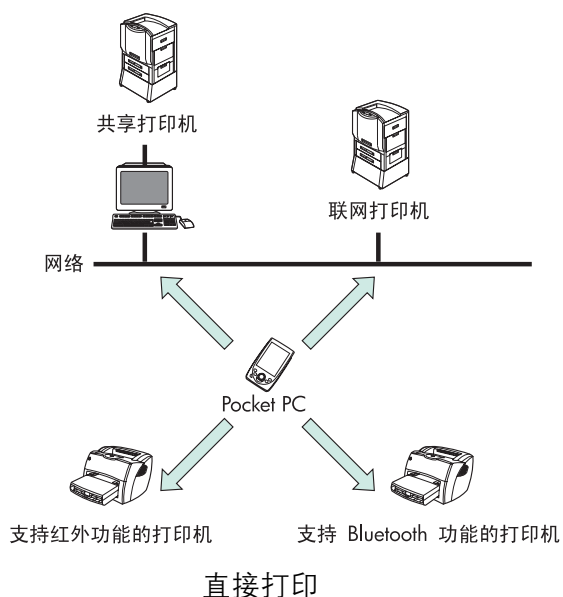 共享打印机
联网打印机
网络
Pocket PC
支持红外功能的打印机
支持 Bluetooth 功能的打印机
直接打印